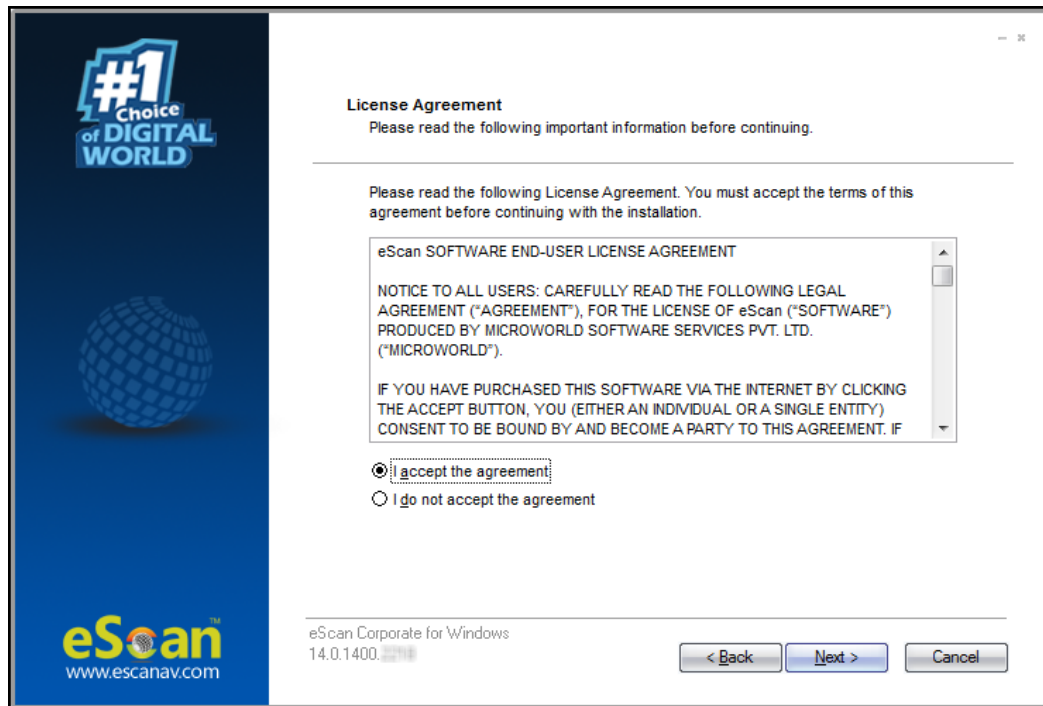 #1
Choice
of DIGITAL
WORLD
License Agreement
Please read the following important information before continuing.
Please read the following License Agreement. You must accept the terms of this
agreement before continuing with the installation.
eScan SOFTWARE END-USER LICENSE AGREEMENT
NOTICE TO ALL USERS: CAREFULLY READ THE FOLLOWING LEGAL
AGREEMENT (“AGREEMENT”), FOR THE LICENSE OF eScan (“SOFTWARE”)
PRODUCED BY MICROWORLD SOFTWARE SERVICES PVT. LTD.
(“MICROWORLD”).
IF YOU HAVE PURCHASED THIS SOFTWARE VIA THE INTERNET BY CLICKING
THE ACCEPT BUTTON, YOU (EITHER AN INDIVIDUAL OR A SINGLE ENTITY)
CONSENT TO BE BOUND BY AND BECOME A PARTY TO THIS AGREEMENT. IF
I accept the agreement
I do not accept the agreement
eScan™
www.escanav.com
eScan Corporate for Windows
14.0.1400.
< Back Next > Cancel